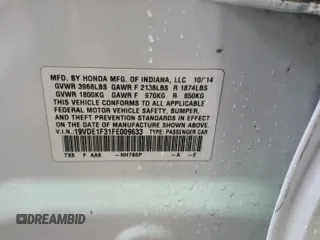 MFD. BY HONDA MFG. OF INDIANA, LLC 10/'14
GVWR 3968LBS GAWR F 2138LBS R 1874LBS
GVWR 1800KG GAWR F 970KG R 850KG
THIS VEHICLE CONFORMS TO ALL APPLICABLE
FEDERAL MOTOR VEHICLE SAFETY, BUMPER,
AND THEFT PREVENTION STANDARDS IN EFFECT ON
THE DATE OF MANUFACTURE SHOWN ABOVE.
V.I.N.: 19VDE1F31FE009633 TYPE: PASSENGER CAR
TX6 F AAS - NH788P - A - E
DREAMBID